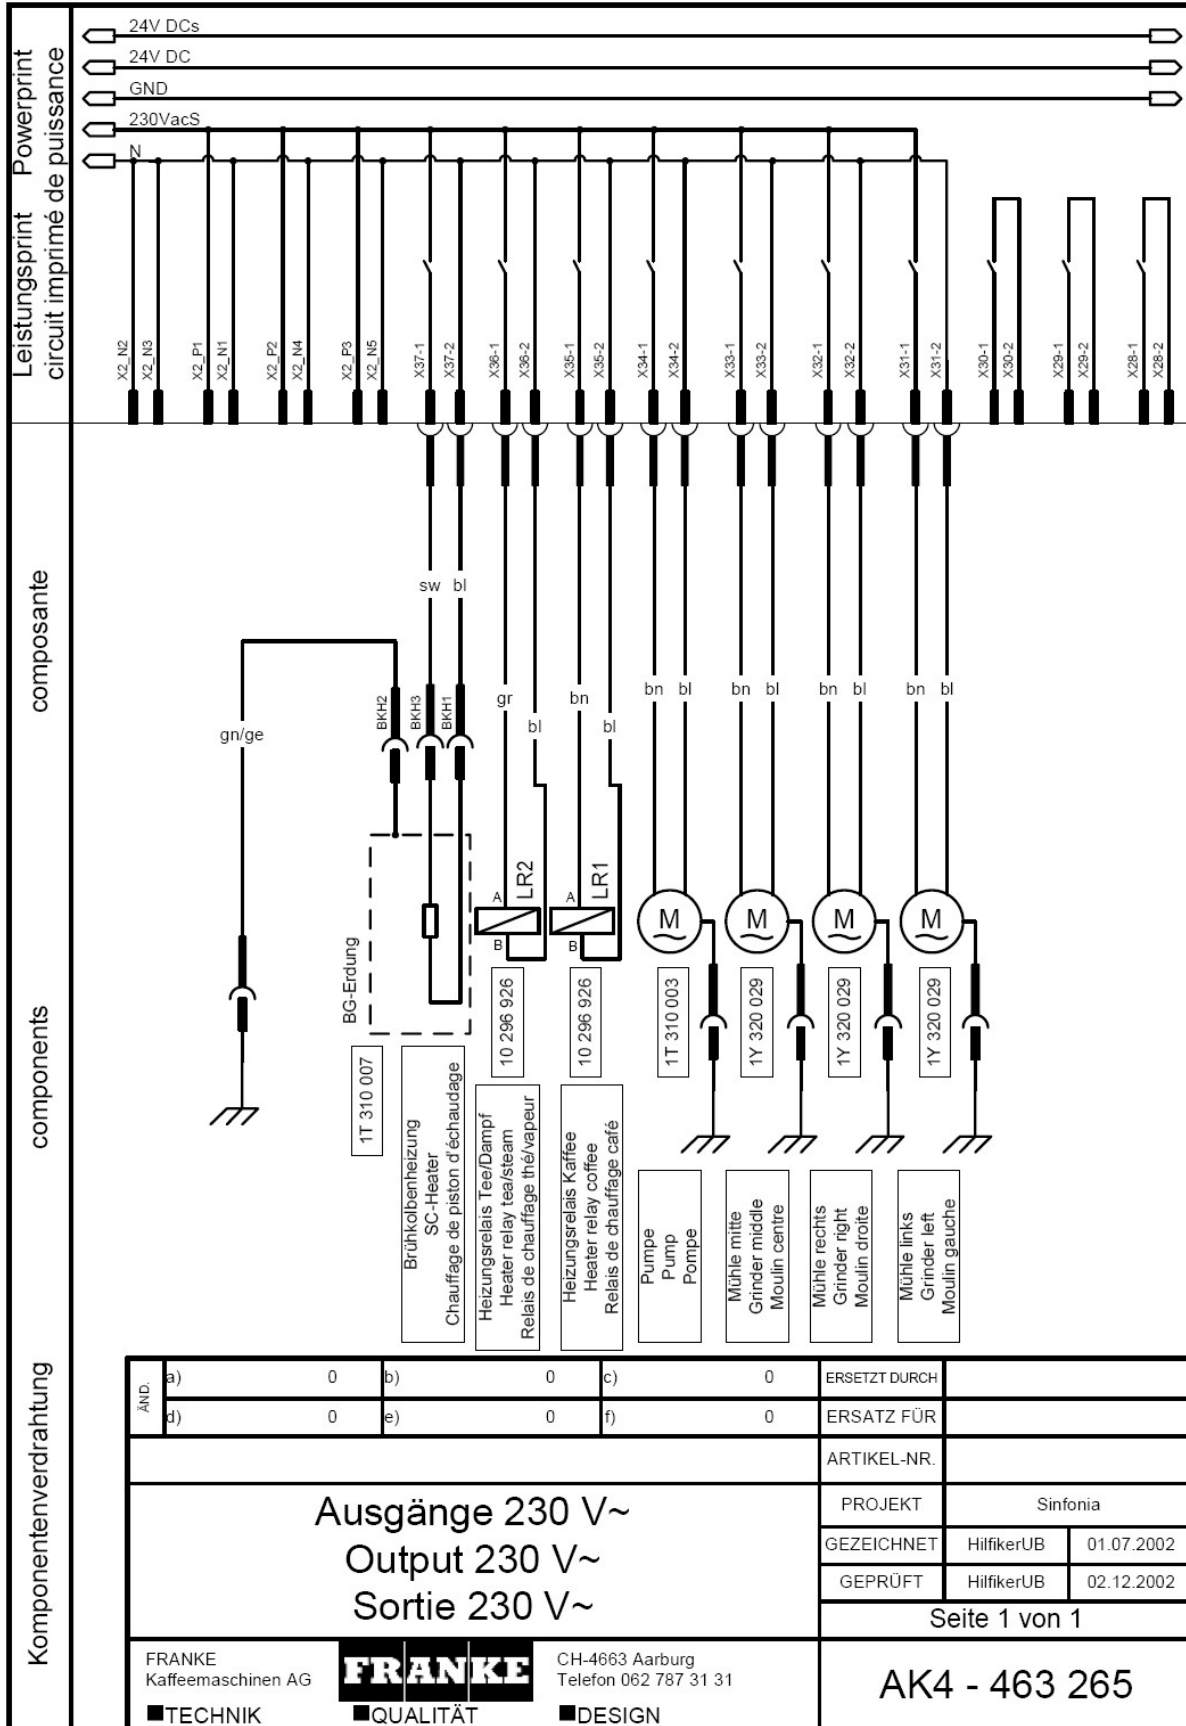 24V DCs
24V DC
GND
230VacS
N
Leistungsprint Powerprint
circuit imprimé de puissance
X2_N2
X2_N3
X2_P1
X2_N1
X2_P2
X2_N4
X2_P3
X2_N5
X37-1
X37-2
X36-1
X36-2
X35-1
X35-2
X34-1
X34-2
X33-1
X33-2
X32-1
X32-2
X31-1
X31-2
X30-1
X30-2
X29-1
X29-2
X28-1
X28-2
Komponentenverdrahtung components composante
sw bl
gn/ge
BKH2
BKH3
BKH1
gr
bl
bn
bl
bn bl
bn bl
bn bl
bn bl
BG-Erdung
A
B
LR2
A
B
LR1
M
M
M
M
1T 310 007
10 296 926
10 296 926
1T 310 003
1Y 320 029
1Y 320 029
1Y 320 029
Brühkolbenheizung
SC-Heater
Chauffage de piston d'échaudage
Heizungsrelais Tee/Dampf
Heater relay tea/steam
Relais de chauffage thé/vapeur
Heizungsrelais Kaffee
Heater relay coffee
Relais de chauffage café
Pumpe
Pump
Pompe
Mühle mitte
Grinder middle
Moulin centre
Mühle rechts
Grinder right
Moulin droite
Mühle links
Grinder left
Moulin gauche
ÄND.
a) 0 b) 0 c) 0
d) 0 e) 0 f) 0
ERSETZT DURCH
ERSATZ FÜR
ARTIKEL-NR.
PROJEKT Sinfonia
GEZEICHNET HilfikerUB 01.07.2002
GEPRÜFT HilfikerUB 02.12.2002
Seite 1 von 1
Ausgänge 230 V~
Output 230 V~
Sortie 230 V~
FRANKE
Kaffeemaschinen AG
FRANKE
CH-4663 Aarburg
Telefon 062 787 31 31
■TECHNIK ■QUALITÄT ■DESIGN
AK4 - 463 265